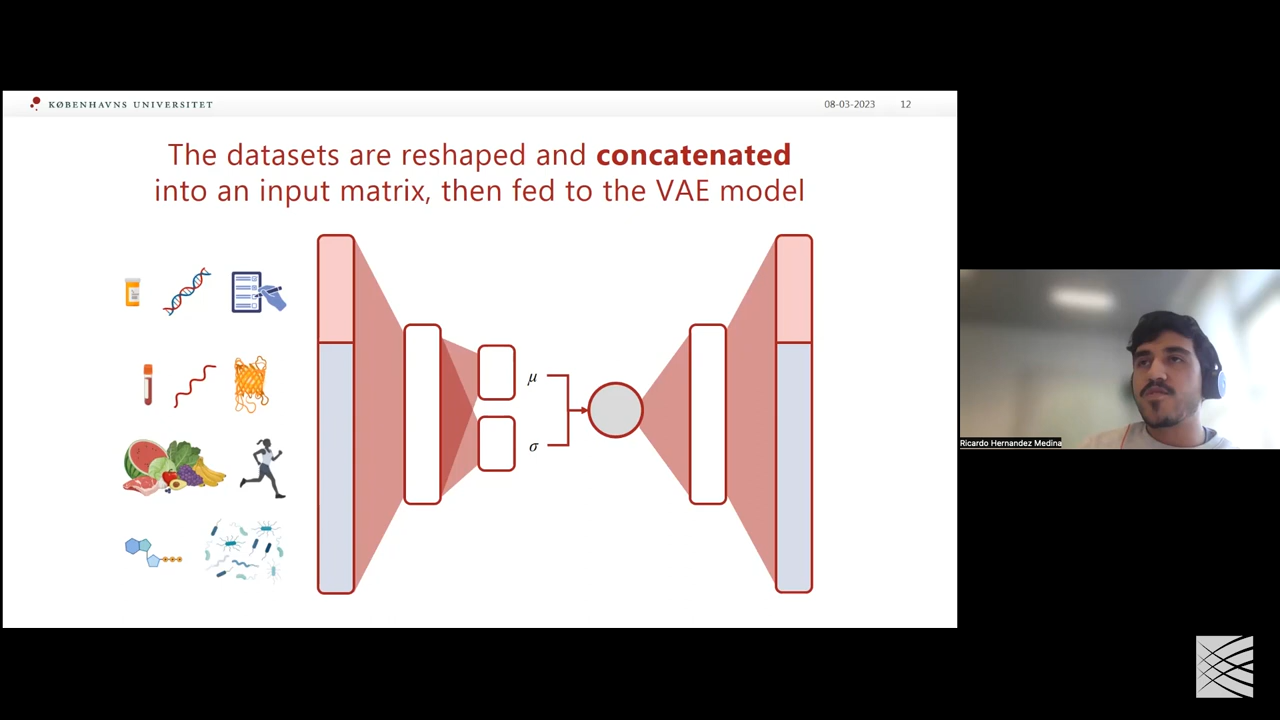 KØBENHAVNS UNIVERSITET
08-03-2023 12
The datasets are reshaped and concatenated
into an input matrix, then fed to the VAE model
μ
σ
Ricardo Hernandez Medina